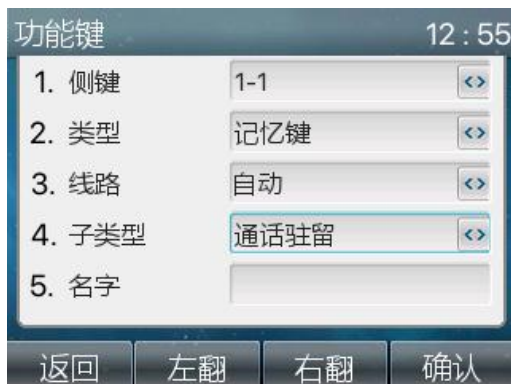 功能键 12:55
1. 侧键 1-1
2. 类型 记忆键
3. 线路 自动
4. 子类型 通话驻留
5. 名字
返回 左翻 右翻 确认